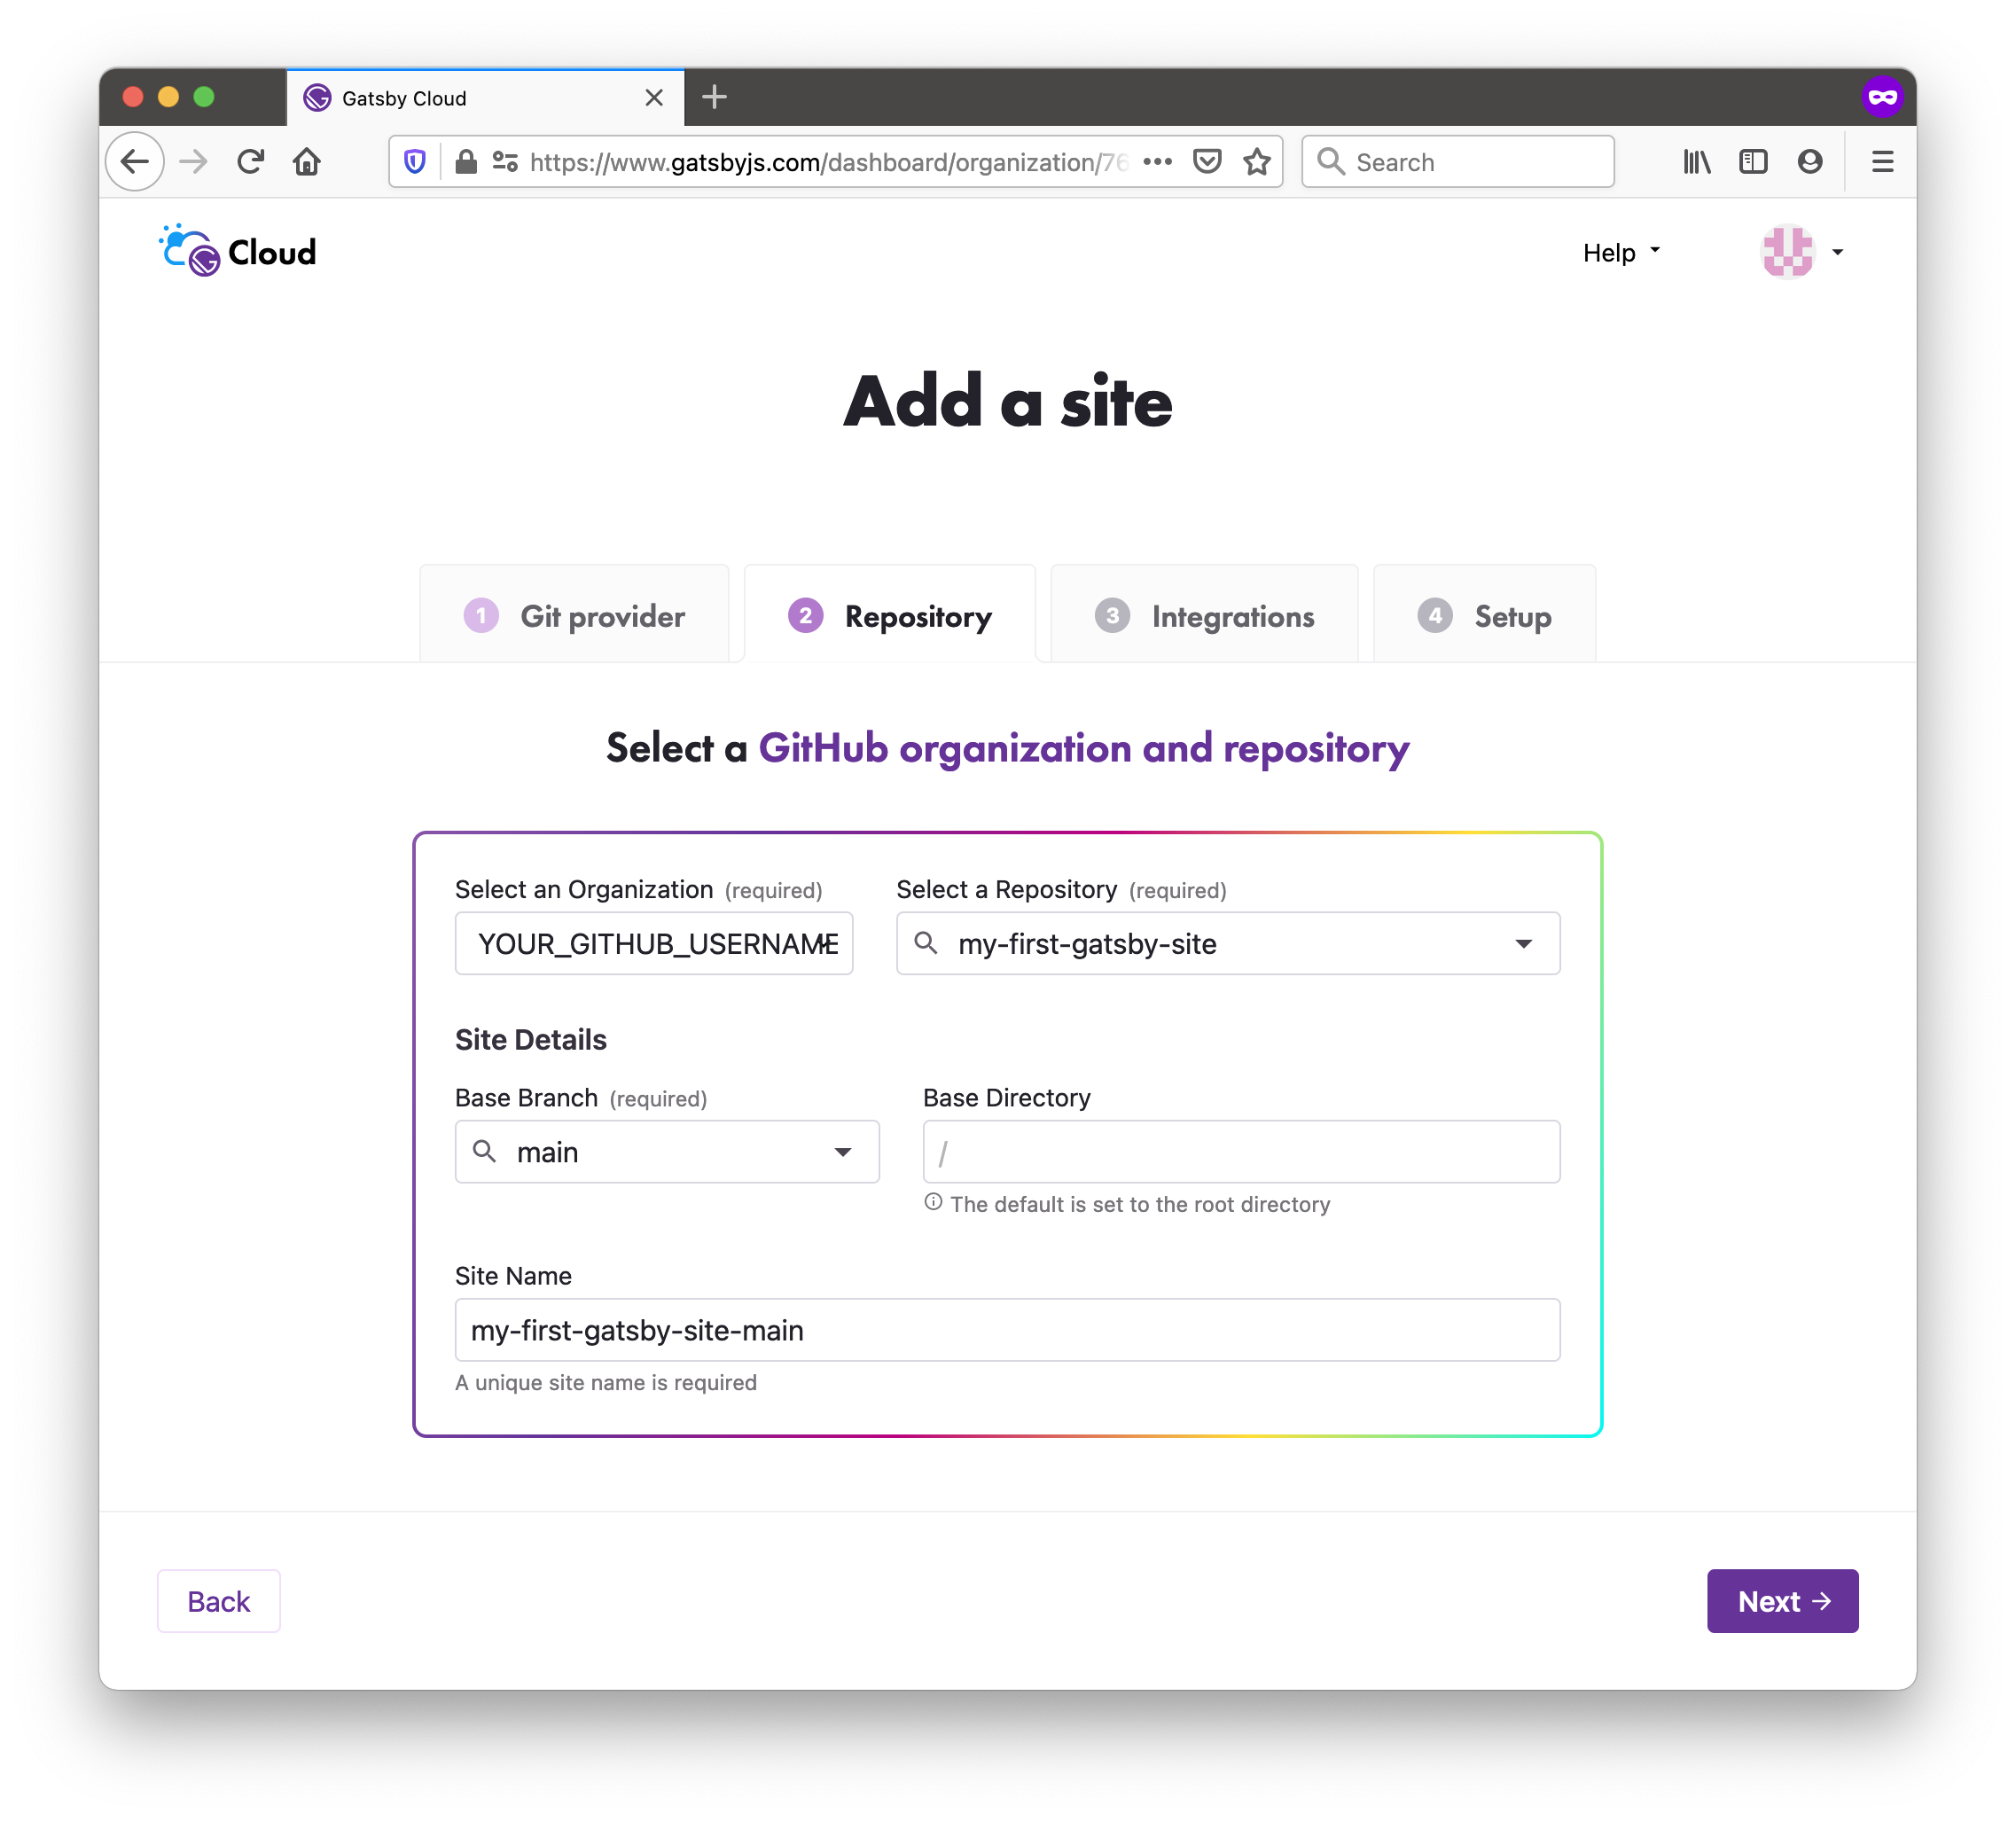 Gatsby Cloud
https://www.gatsbyjs.com/dashboard/organization/76
Search
Cloud
Help
Add a site
1 Git provider
2 Repository
3 Integrations
4 Setup
Select a GitHub organization and repository
Select an Organization (required)
Select a Repository (required)
YOUR_GITHUB_USERNAME
my-first-gatsby-site
Site Details
Base Branch (required)
Base Directory
main
/
The default is set to the root directory
Site Name
my-first-gatsby-site-main
A unique site name is required
Back
Next →